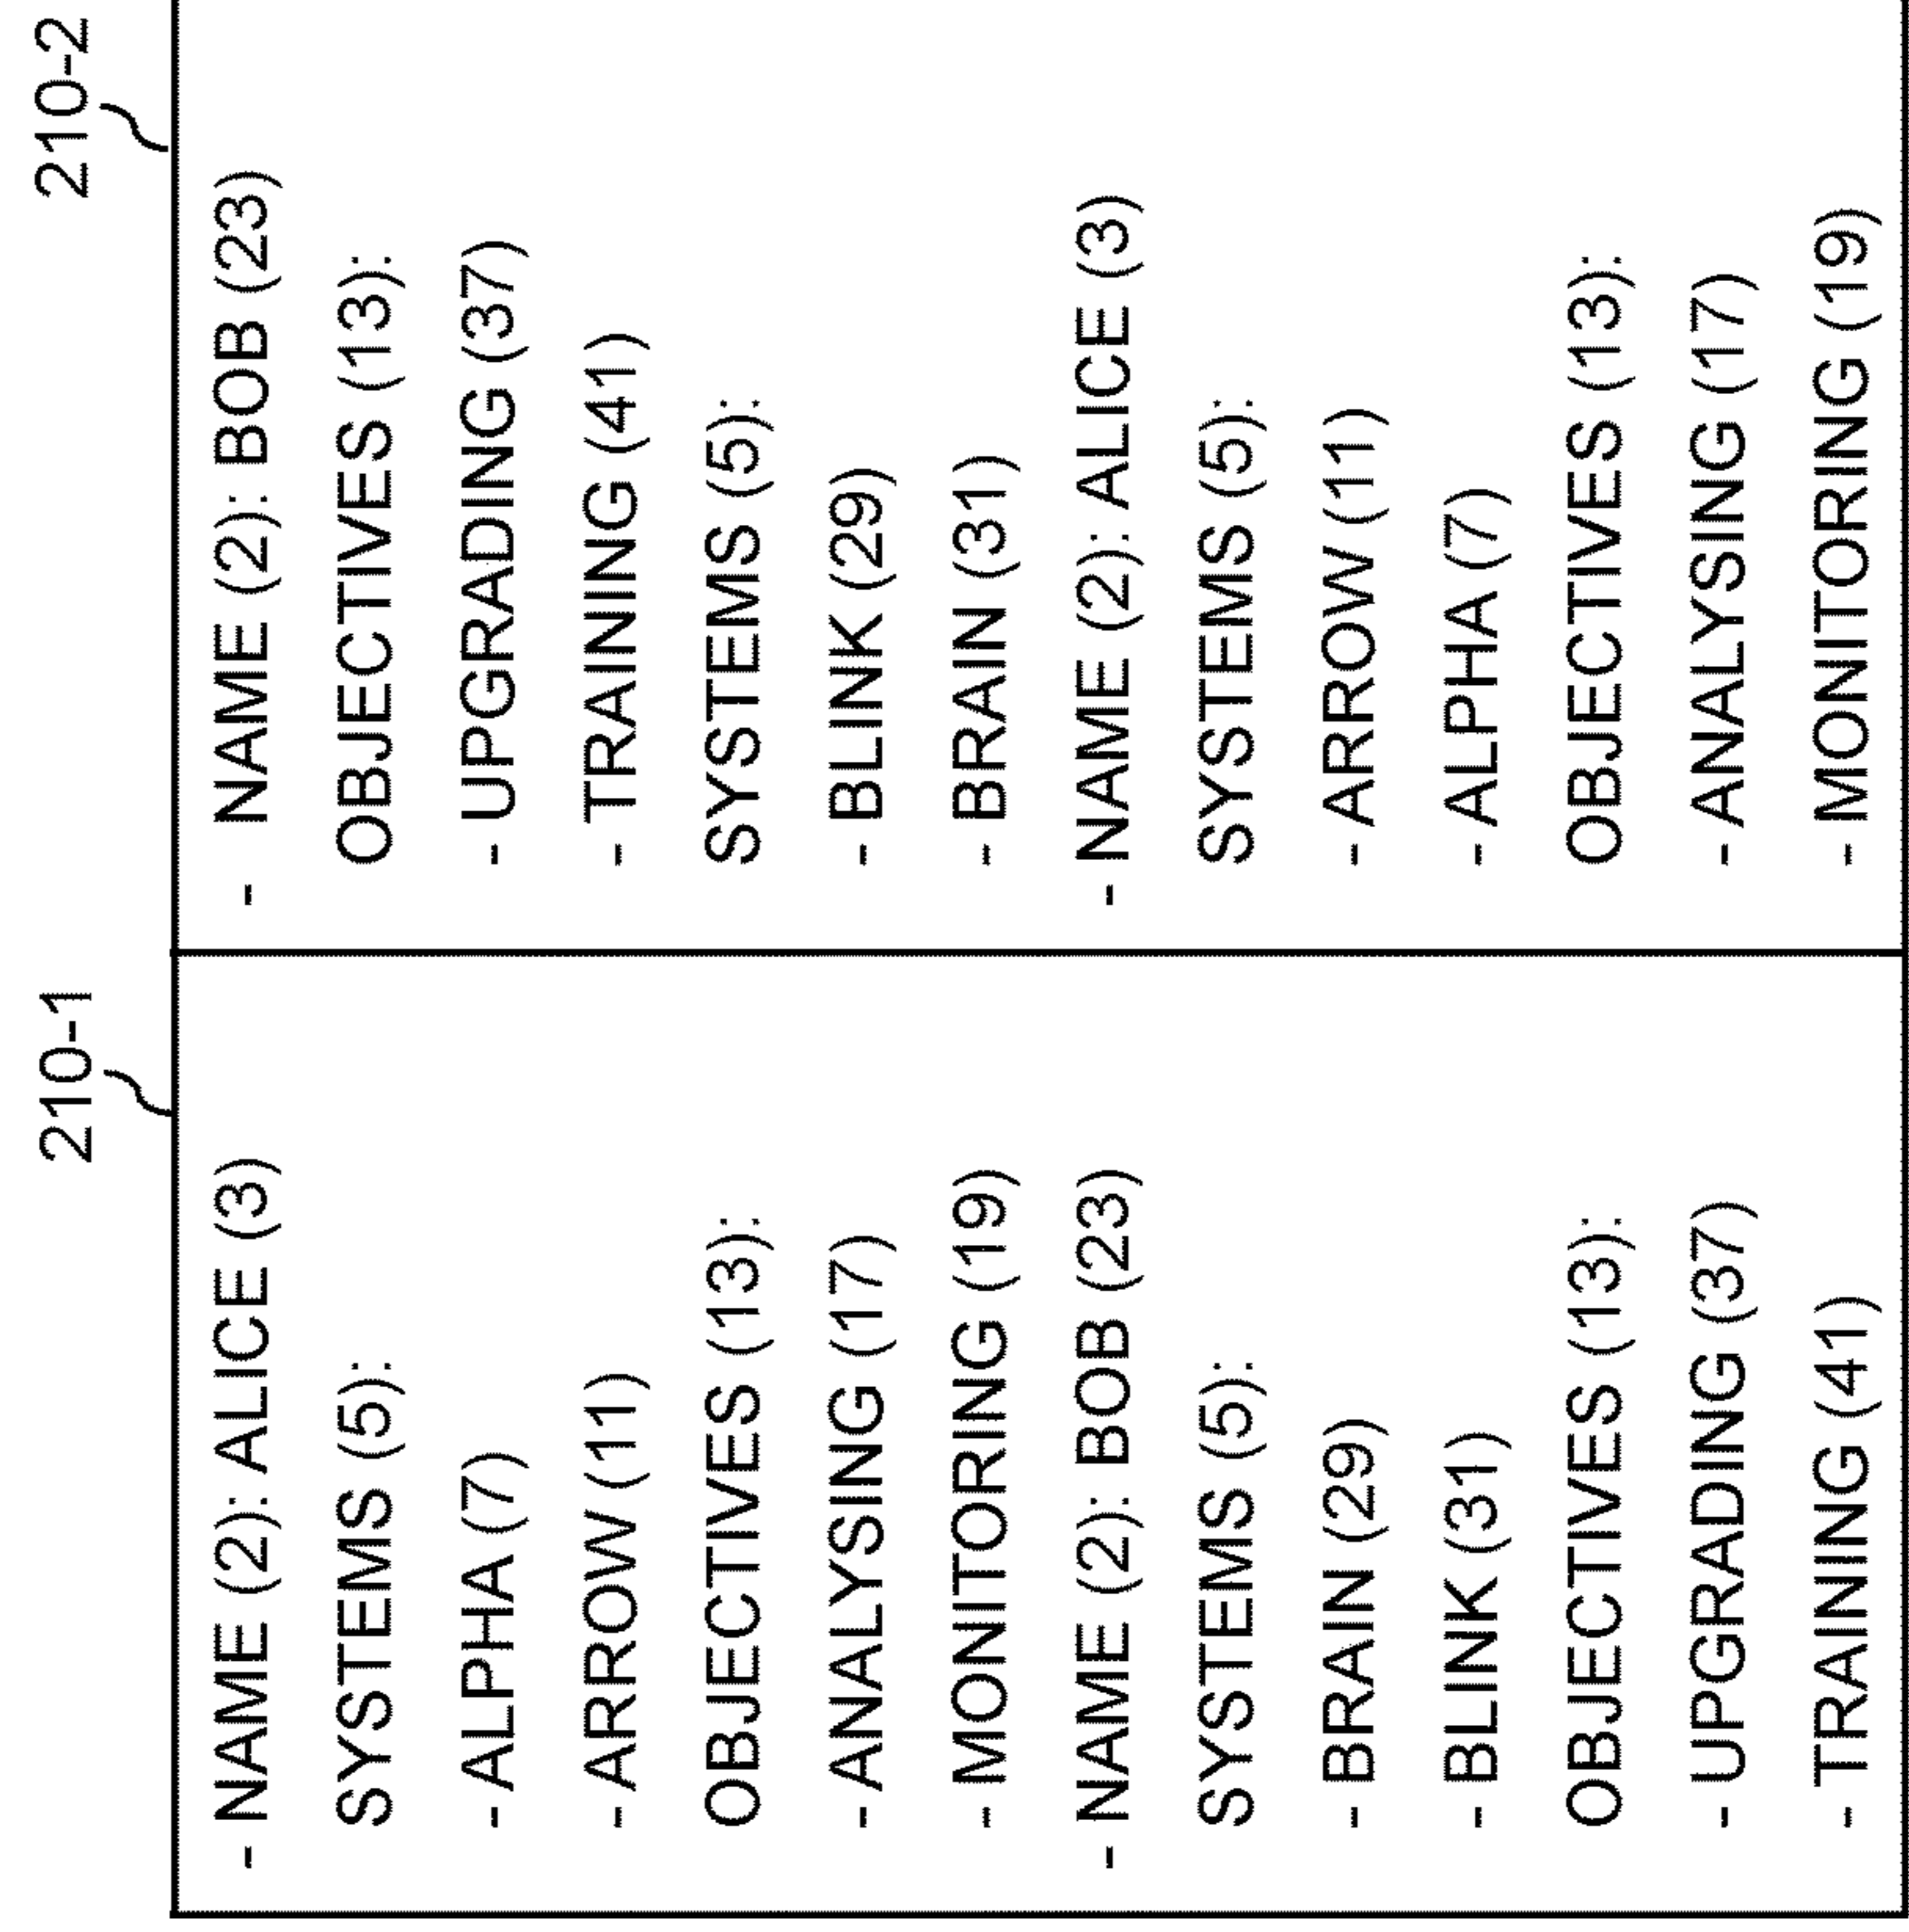 210-1
- NAME (2): ALICE (3)
SYSTEMS (5):
- ALPHA (7)
- ARROW (11)
OBJECTIVES (13):
- ANALYSING (17)
- MONITORING (19)
- NAME (2): BOB (23)
SYSTEMS (5):
- BRAIN (29)
- BLINK (31)
OBJECTIVES (13):
- UPGRADING (37)
- TRAINING (41)
210-2
- NAME (2): BOB (23)
OBJECTIVES (13):
- UPGRADING (37)
- TRAINING (41)
SYSTEMS (5):
- BLINK (29)
- BRAIN (31)
- NAME (2): ALICE (3)
SYSTEMS (5):
- ARROW (11)
- ALPHA (7)
OBJECTIVES (13):
- ANALYSING (17)
- MONITORING (19)